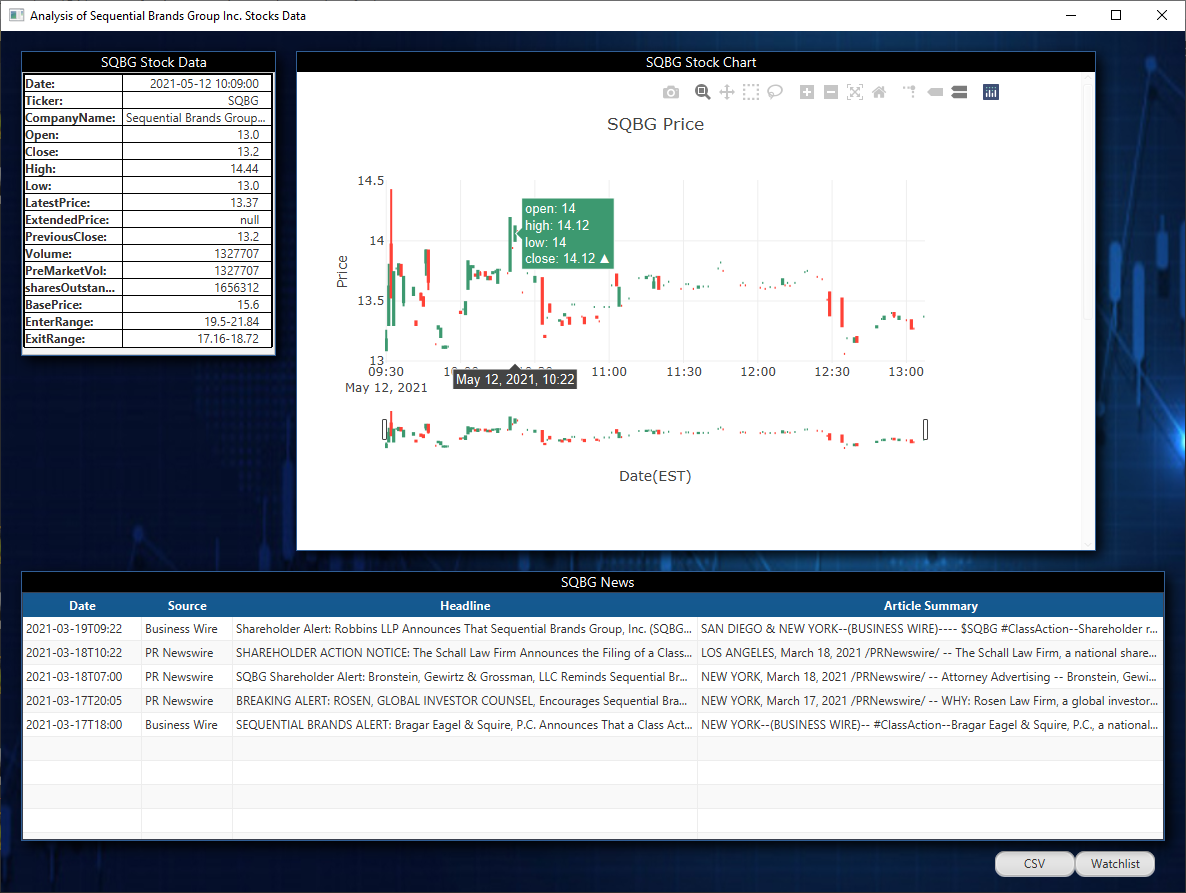 Analysis of Sequential Brands Group Inc. Stocks Data
SQBG Stock Data
Date: 2021-05-12 10:09:00
Ticker: SQBG
CompanyName: Sequential Brands Group...
Open: 13.0
Close: 13.2
High: 14.44
Low: 13.0
LatestPrice: 13.37
ExtendedPrice: null
PreviousClose: 13.2
Volume: 1327707
PreMarketVol: 1327707
sharesOutstan... 1656312
BasePrice: 15.6
EnterRange: 19.5-21.84
ExitRange: 17.16-18.72
SQBG Stock Chart
SQBG Price
14.5
14
13.5
13
Price
open: 14
high: 14.12
low: 14
close: 14.12 ▲
09:30 11:00 11:30 12:00 12:30 13:00
May 12, 2021
May 12, 2021, 10:22
Date(EST)
SQBG News
Date Source Headline Article Summary
2021-03-19T09:22 Business Wire Shareholder Alert: Robbins LLP Announces That Sequential Brands Group, Inc. (SQBG... SAN DIEGO & NEW YORK--(BUSINESS WIRE)---- $SQBG #ClassAction--Shareholder r...
2021-03-18T10:22 PR Newswire SHAREHOLDER ACTION NOTICE: The Schall Law Firm Announces the Filing of a Class... LOS ANGELES, March 18, 2021 /PRNewswire/ -- The Schall Law Firm, a national share...
2021-03-18T07:00 PR Newswire SQBG Shareholder Alert: Bronstein, Gewirtz & Grossman, LLC Reminds Sequential Br... NEW YORK, March 18, 2021 /PRNewswire/ -- Attorney Advertising -- Bronstein, Gewi...
2021-03-17T20:05 PR Newswire BREAKING ALERT: ROSEN, GLOBAL INVESTOR COUNSEL, Encourages Sequential Bra... NEW YORK, March 17, 2021 /PRNewswire/ -- WHY: Rosen Law Firm, a global investor...
2021-03-17T18:00 Business Wire SEQUENTIAL BRANDS ALERT: Bragar Eagel & Squire, P.C. Announces That a Class Act... NEW YORK--(BUSINESS WIRE)-- #ClassAction--Bragar Eagel & Squire, P.C., a national...
CSV Watchlist